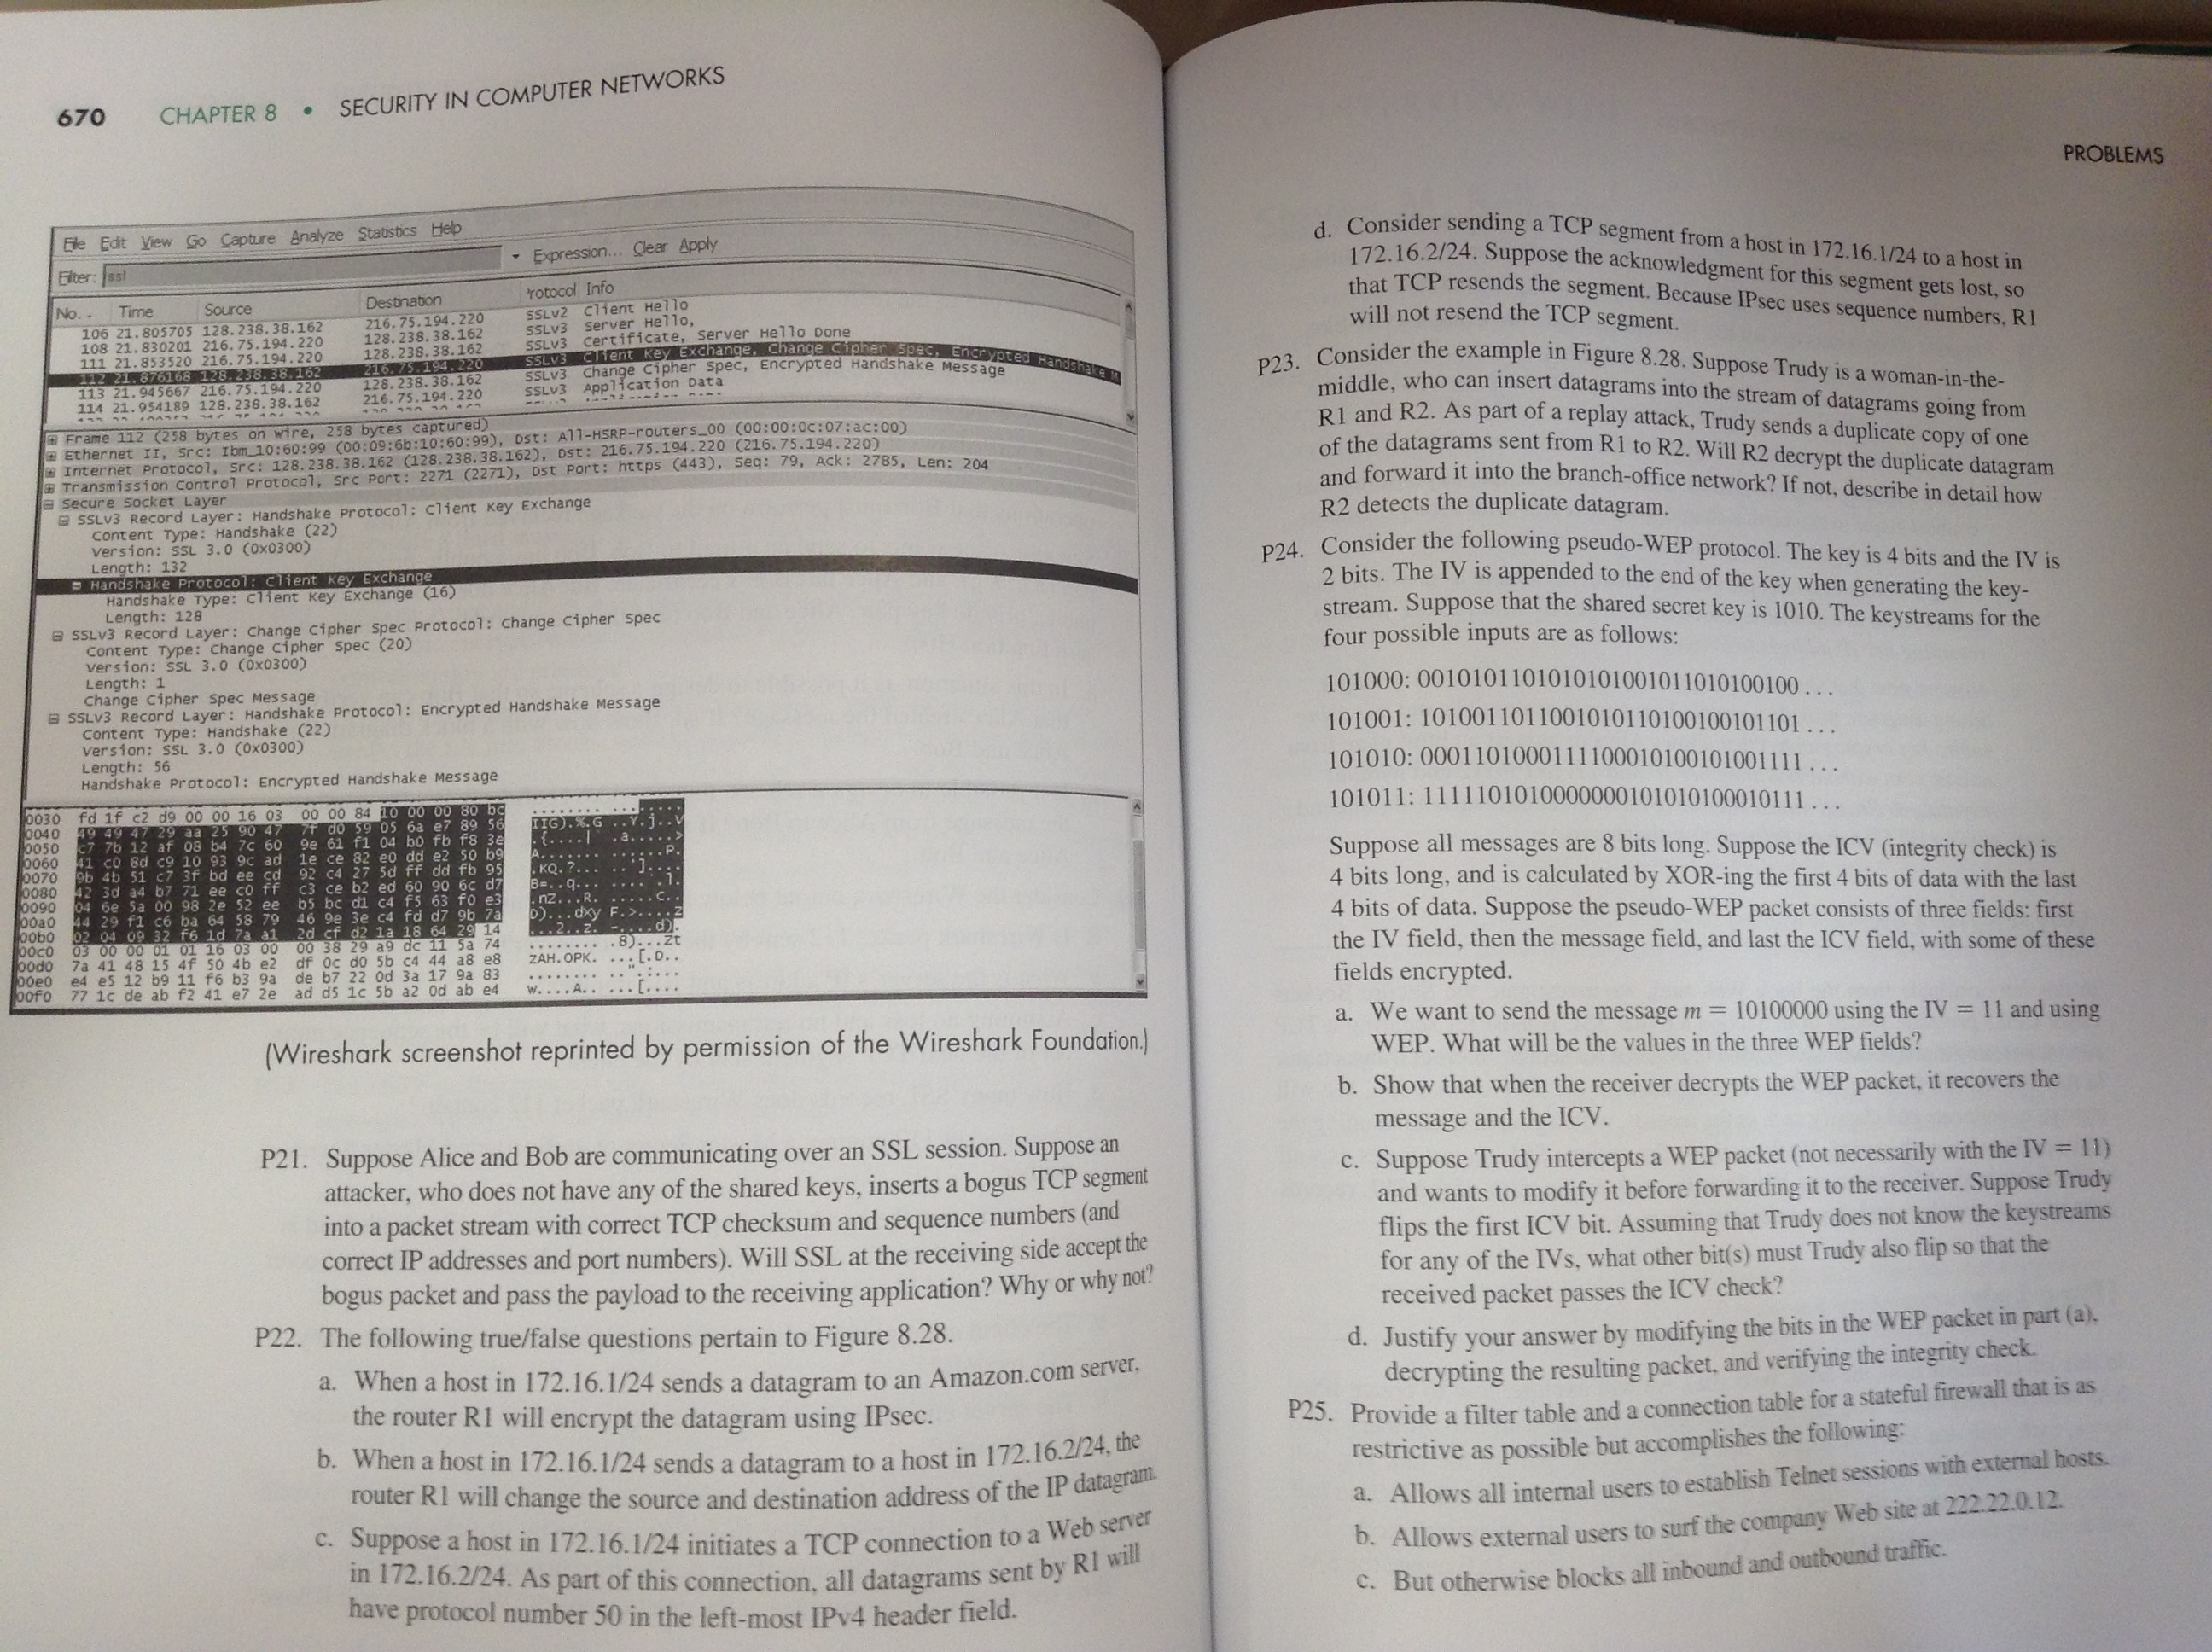 670 CHAPTER 8 • SECURITY IN COMPUTER NETWORKS
File Edit View Go Capture Analyze Statistics Help
Filter: ssl Expression... Clear Apply
No. . Time Source Destination rotocol Info
106 21.805705 128.238.38.162 216.75.194.220 SSLv2 Client Hello
108 21.830201 216.75.194.220 128.238.38.162 SSLv3 Server Hello,
111 21.853520 216.75.194.220 128.238.38.162 SSLv3 Certificate, Server Hello Done
112 21.876168 128.238.38.162 216.75.194.220 SSLv3 Client Key Exchange, Change Cipher Spec, Encrypted Handshake M
113 21.945667 216.75.194.220 128.238.38.162 SSLv3 Change Cipher Spec, Encrypted Handshake Message
114 21.954189 128.238.38.162 216.75.194.220 SSLv3 Application Data
Frame 112 (258 bytes on wire, 258 bytes captured)
Ethernet II, Src: Ibm_10:60:99 (00:09:6b:10:60:99), Dst: All-HSRP-routers_00 (00:00:0c:07:ac:00)
Internet Protocol, Src: 128.238.38.162 (128.238.38.162), Dst: 216.75.194.220 (216.75.194.220)
Transmission Control Protocol, Src Port: 2271 (2271), Dst Port: https (443), Seq: 79, Ack: 2785, Len: 204
Secure Socket Layer
SSLv3 Record Layer: Handshake Protocol: Client Key Exchange
Content Type: Handshake (22)
Version: SSL 3.0 (0x0300)
Length: 132
Handshake Protocol: Client Key Exchange
Handshake Type: Client Key Exchange (16)
Length: 128
SSLv3 Record Layer: Change Cipher Spec Protocol: Change Cipher Spec
Content Type: Change Cipher Spec (20)
Version: SSL 3.0 (0x0300)
Length: 1
Change Cipher Spec Message
SSLv3 Record Layer: Handshake Protocol: Encrypted Handshake Message
Content Type: Handshake (22)
Version: SSL 3.0 (0x0300)
Length: 56
Handshake Protocol: Encrypted Handshake Message
0030 fd 1f c2 d9 00 00 16 03 00 00 84 10 00 00 80 bc
0040 49 49 47 29 aa 25 90 47 7f d0 59 05 6a e7 89 56 IIG).%.G ..Y.j..V
0050 c7 7b 12 af 08 b4 7c 60 9e 61 f1 04 b0 fb f8 3e
0060 41 c0 8d c9 10 93 9c ad 1e ce 82 e0 dd e2 50 b9
0070 9b 4b 51 c7 3f bd ee cd 92 c4 27 5d ff dd fb 95
0080 42 3d a4 b7 71 ee c0 ff c3 ce b2 ed 60 90 6c d7
0090 04 6e 5a 00 98 2e 52 ee b5 bc d1 c4 f5 63 f0 e3
00a0 44 29 f1 c6 ba 64 58 79 46 9e 3e c4 fd d7 9b 7a
00b0 02 04 09 32 f6 1d 7a a1 2d cf d2 1a 18 64 29 14
00c0 03 00 00 01 01 16 03 00 00 38 29 a9 dc 11 5a 74 ........ .8)...Zt
00d0 7a 41 48 15 4f 50 4b e2 df 0c d0 5b c4 44 a8 e8 zAH.OPK. ...[.D..
00e0 e4 e5 12 b9 11 f6 b3 9a de b7 22 0d 3a 17 9a 83
00f0 77 1c de ab f2 41 e7 2e ad d5 1c 5b a2 0d ab e4 w....A.. ...[....
(Wireshark screenshot reprinted by permission of the Wireshark Foundation.)
P21. Suppose Alice and Bob are communicating over an SSL session. Suppose an
attacker, who does not have any of the shared keys, inserts a bogus TCP segment
into a packet stream with correct TCP checksum and sequence numbers (and
correct IP addresses and port numbers). Will SSL at the receiving side accept the
bogus packet and pass the payload to the receiving application? Why or why not?
P22. The following true/false questions pertain to Figure 8.28.
a. When a host in 172.16.1/24 sends a datagram to an Amazon.com server,
the router R1 will encrypt the datagram using IPsec.
b. When a host in 172.16.1/24 sends a datagram to a host in 172.16.2/24, the
router R1 will change the source and destination address of the IP datagram.
c. Suppose a host in 172.16.1/24 initiates a TCP connection to a Web server
in 172.16.2/24. As part of this connection, all datagrams sent by R1 will
have protocol number 50 in the left-most IPv4 header field.
PROBLEMS
d. Consider sending a TCP segment from a host in 172.16.1/24 to a host in
172.16.2/24. Suppose the acknowledgment for this segment gets lost, so
that TCP resends the segment. Because IPsec uses sequence numbers, R1
will not resend the TCP segment.
P23. Consider the example in Figure 8.28. Suppose Trudy is a woman-in-the-
middle, who can insert datagrams into the stream of datagrams going from
R1 and R2. As part of a replay attack, Trudy sends a duplicate copy of one
of the datagrams sent from R1 to R2. Will R2 decrypt the duplicate datagram
and forward it into the branch-office network? If not, describe in detail how
R2 detects the duplicate datagram.
P24. Consider the following pseudo-WEP protocol. The key is 4 bits and the IV is
2 bits. The IV is appended to the end of the key when generating the key-
stream. Suppose that the shared secret key is 1010. The keystreams for the
four possible inputs are as follows:
101000: 0010101101010101001011010100100 . . .
101001: 1010011011001010110100100101101 . . .
101010: 0001101000111100010100101001111 . . .
101011: 1111101010000000101010100010111 . . .
Suppose all messages are 8 bits long. Suppose the ICV (integrity check) is
4 bits long, and is calculated by XOR-ing the first 4 bits of data with the last
4 bits of data. Suppose the pseudo-WEP packet consists of three fields: first
the IV field, then the message field, and last the ICV field, with some of these
fields encrypted.
a. We want to send the message m = 10100000 using the IV = 11 and using
WEP. What will be the values in the three WEP fields?
b. Show that when the receiver decrypts the WEP packet, it recovers the
message and the ICV.
c. Suppose Trudy intercepts a WEP packet (not necessarily with the IV = 11)
and wants to modify it before forwarding it to the receiver. Suppose Trudy
flips the first ICV bit. Assuming that Trudy does not know the keystreams
for any of the IVs, what other bit(s) must Trudy also flip so that the
received packet passes the ICV check?
d. Justify your answer by modifying the bits in the WEP packet in part (a),
decrypting the resulting packet, and verifying the integrity check.
P25. Provide a filter table and a connection table for a stateful firewall that is as
restrictive as possible but accomplishes the following:
a. Allows all internal users to establish Telnet sessions with external hosts.
b. Allows external users to surf the company Web site at 222.22.0.12.
c. But otherwise blocks all inbound and outbound traffic.